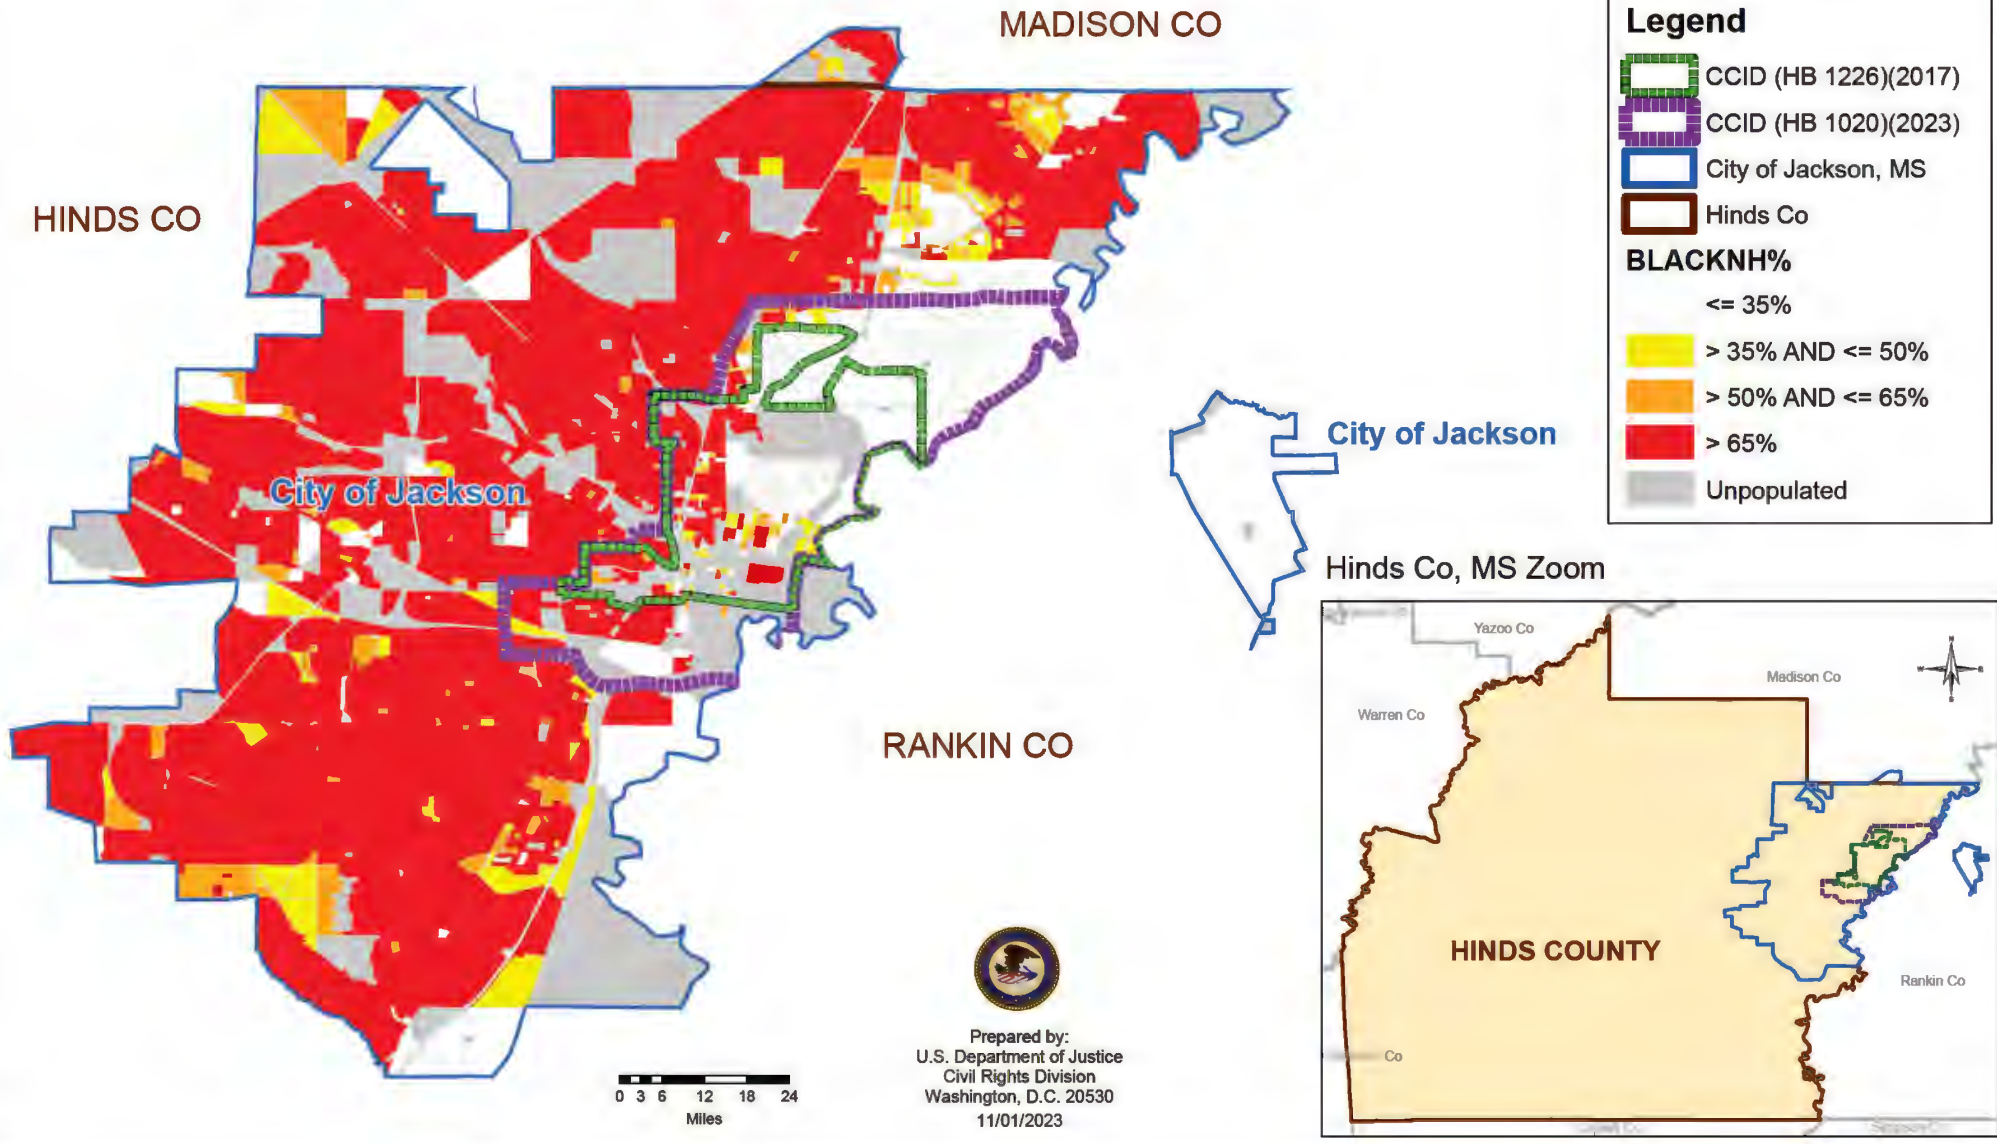 MADISON CO
HINDS CO
City of Jackson
RANKIN CO
City of Jackson
Legend
CCID (HB 1226)(2017)
CCID (HB 1020)(2023)
City of Jackson, MS
Hinds Co
BLACKNH%
<= 35%
> 35% AND <= 50%
> 50% AND <= 65%
> 65%
Unpopulated
Hinds Co, MS Zoom
Yazoo Co
Madison Co
Warren Co
N
W
E
S
HINDS COUNTY
Rankin Co
Co
0 3 6 12 18 24
Miles
Prepared by:
U.S. Department of Justice
Civil Rights Division
Washington, D.C. 20530
11/01/2023